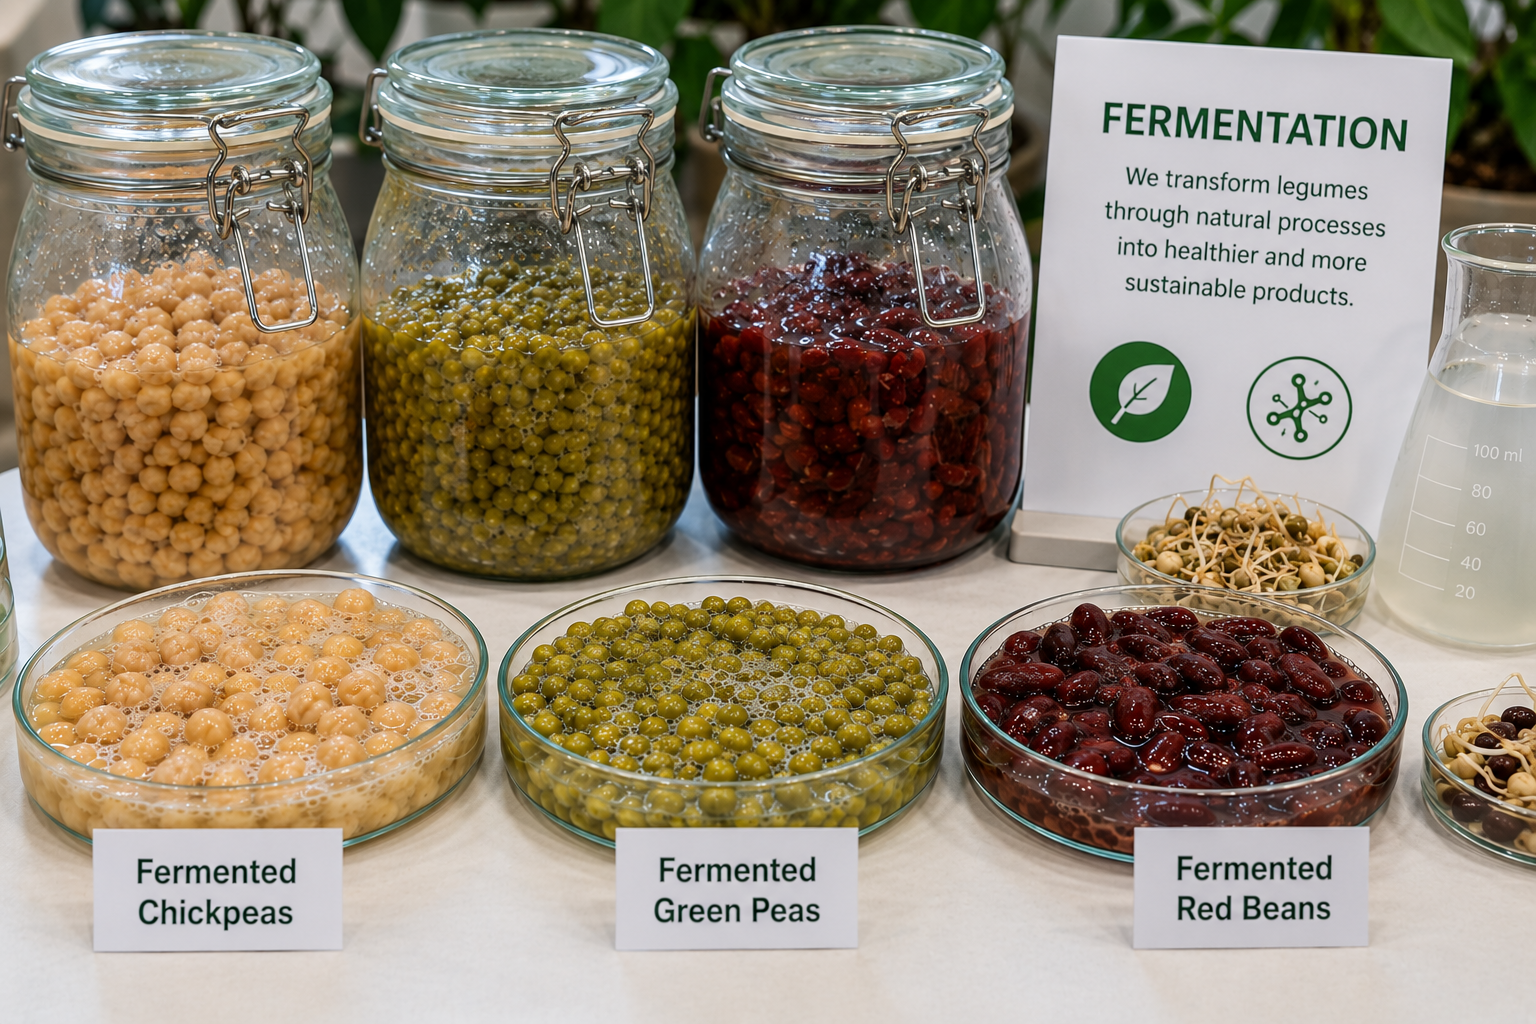 FERMENTATION
We transform legumes
through natural processes
into healthier and more
sustainable products.
100 ml
80
60
40
20
Fermented
Chickpeas
Fermented
Green Peas
Fermented
Red Beans